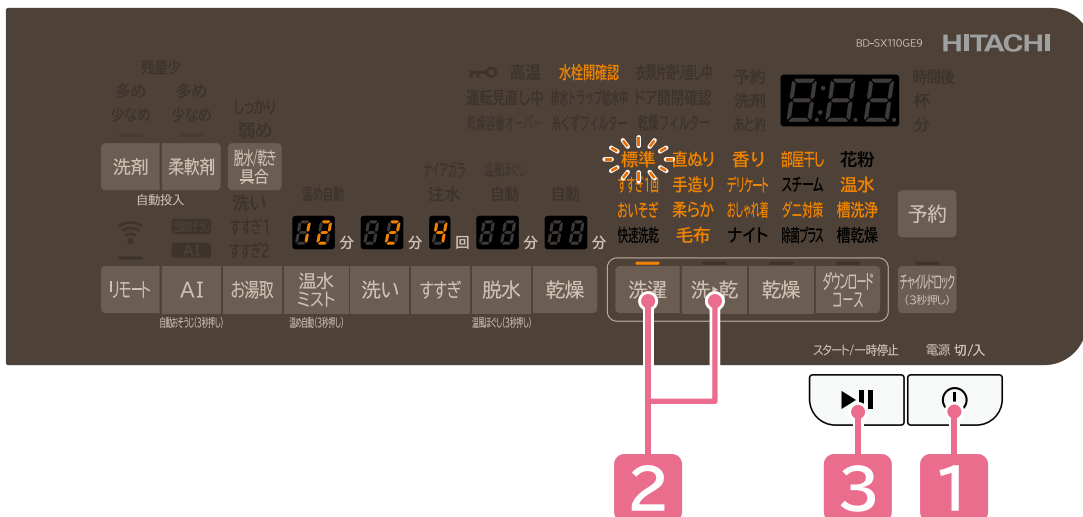 BD-SX110GE9 HITACHI
残量少
多め 多め
少なめ 少なめ
しっかり
弱め
高温 水栓開確認 衣類片寄り直し中
運転見直し中 排水トラップ給水中 ドア開閉確認
乾燥容量オーバー 糸くずフィルター 乾燥フィルター
予約 時間後
洗剤 杯
あと約 分
8:88
洗剤 柔軟剤 脱水/乾き具合
自動投入
洗い
すすぎ1
すすぎ2
AI
温め自動
ナイアガラ
注水
温風ほぐし
自動
自動
12分 2分 4回 88分 88分
標準 直ぬり 香り 部屋干し 花粉
すすぎ1回 手造り デリケート スチーム 温水
おいそぎ 柔らか おしゃれ着 ダニ対策 槽洗浄
快速洗乾 毛布 ナイト 除菌プラス 槽乾燥
予約
リモート AI お湯取 温水ミスト 洗い すすぎ 脱水 乾燥 洗濯 洗▸乾 乾燥 ダウンロードコース チャイルドロック
(3秒押し)
自動おそうじ(3秒押し) 温め自動(3秒押し) 温風ほぐし(3秒押し)
スタート/一時停止 電源 切/入
2 3 1